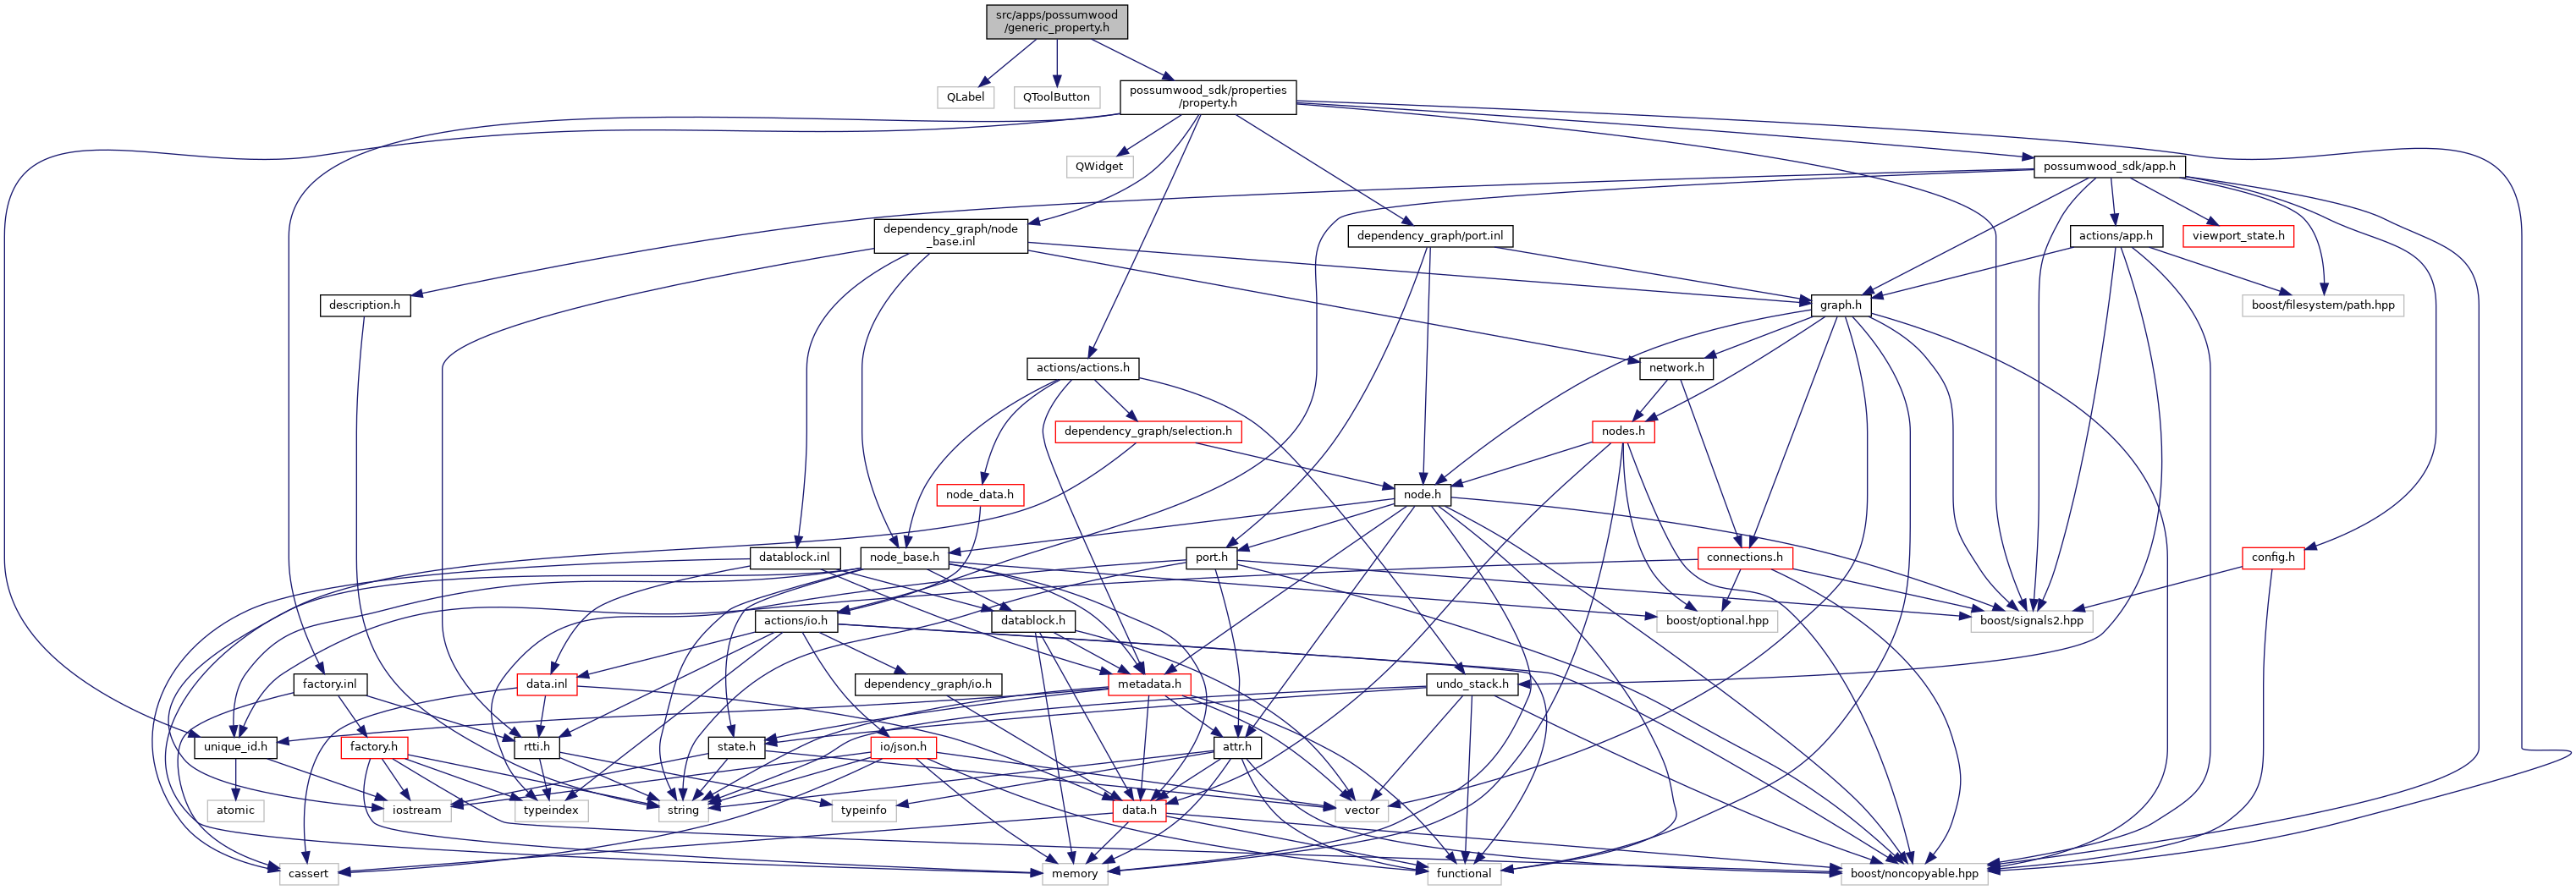 src/apps/possumwood
/generic_property.h
QLabel
QToolButton
possumwood_sdk/properties
/property.h
QWidget
possumwood_sdk/app.h
dependency_graph/node
_base.inl
dependency_graph/port.inl
actions/app.h
viewport_state.h
description.h
graph.h
boost/filesystem/path.hpp
actions/actions.h
network.h
dependency_graph/selection.h
nodes.h
node_data.h
node.h
datablock.inl
node_base.h
port.h
connections.h
config.h
actions/io.h
datablock.h
boost/optional.hpp
boost/signals2.hpp
factory.inl
data.inl
dependency_graph/io.h
metadata.h
undo_stack.h
unique_id.h
factory.h
rtti.h
state.h
io/json.h
attr.h
atomic
iostream
typeindex
string
typeinfo
data.h
vector
cassert
memory
functional
boost/noncopyable.hpp